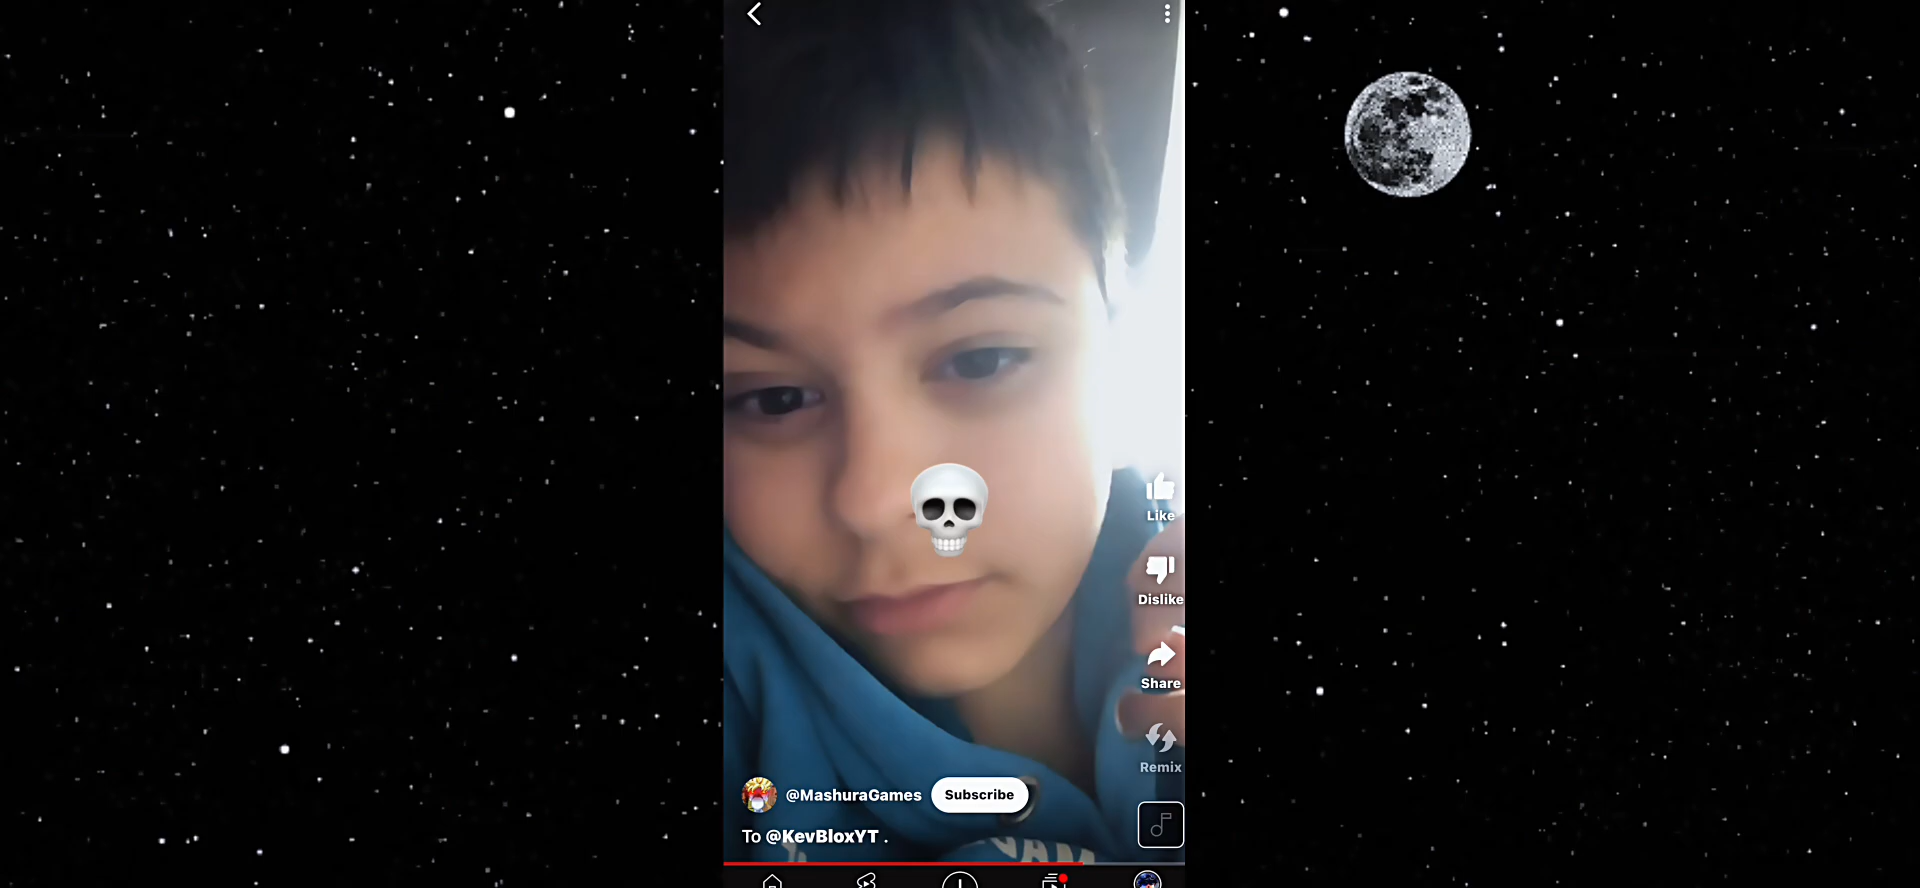 Like
Dislike
Share
Remix
@MashuraGames Subscribe
To @KevBloxYT .